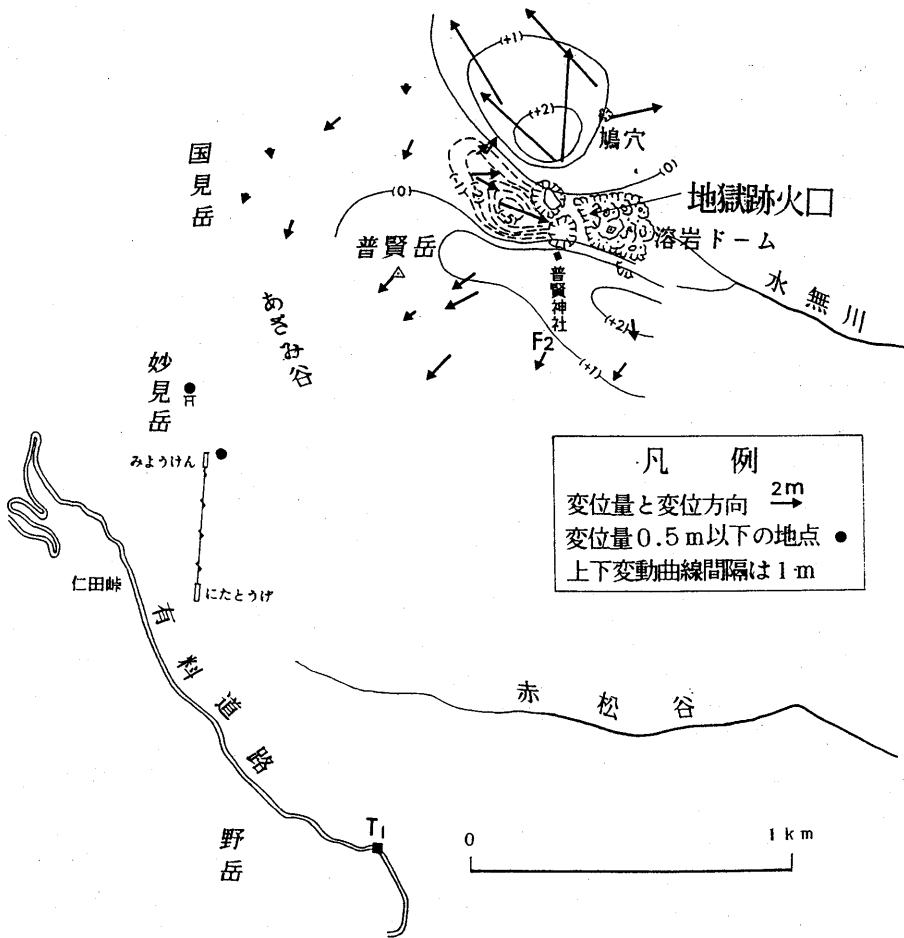 (+1)
(+2)
鳩穴
(0)
国見岳
(-1)
(0)
(-5)
地獄跡火口
溶岩ドーム
普賢岳
普賢神社
水無川
あざみ谷
(+2)
F2
(+1)
妙見岳
みようけん
にたとうげ
仁田峠
有料道路
凡 例
変位量と変位方向 2m
変位量0.5m以下の地点 ●
上下変動曲線間隔は1m
赤松谷
T1
野岳
0 1km